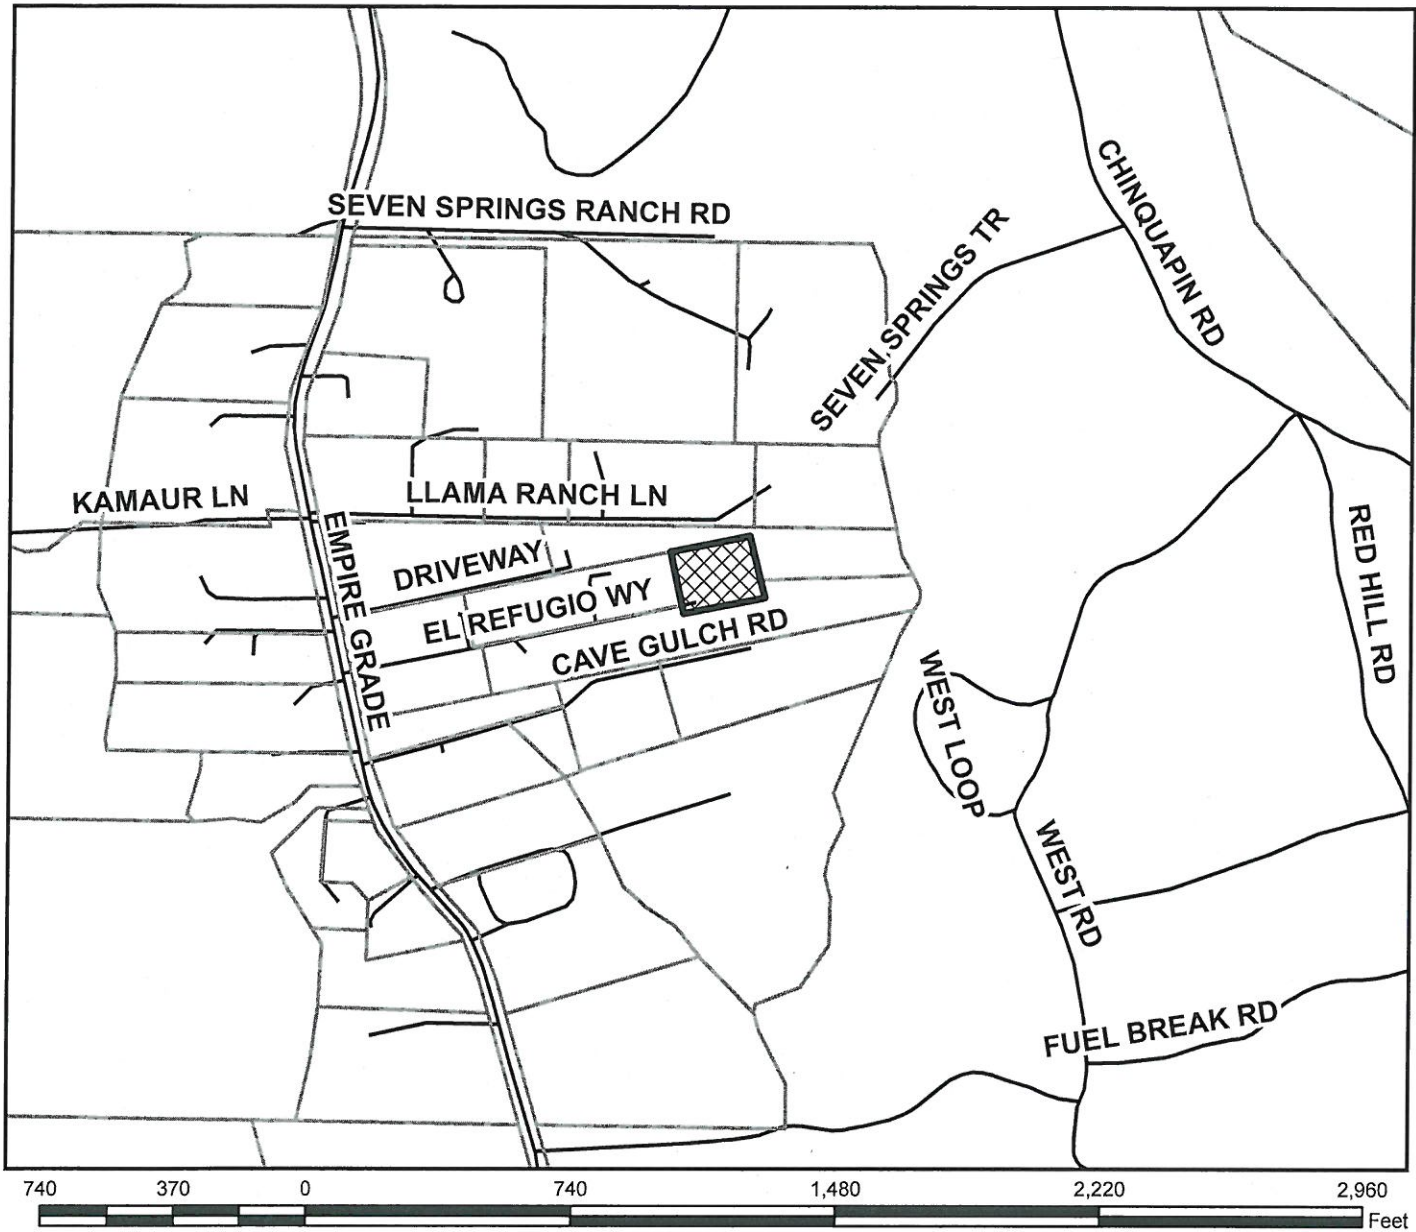 SEVEN SPRINGS RANCH RD
CHINQUAPIN RD
SEVEN SPRINGS TR
KAMAUR LN
LLAMA RANCH LN
RED HILL RD
EMPIRE GRADE
DRIVEWAY
EL REFUGIO WY
CAVE GULCH RD
WEST LOOP
WEST RD
FUEL BREAK RD
740 370 0 740 1,480 2,220 2,960
Feet